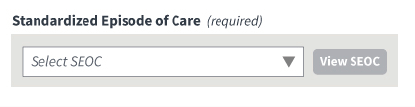 Standardized Episode of Care (required)
Select SEOC View SEOC